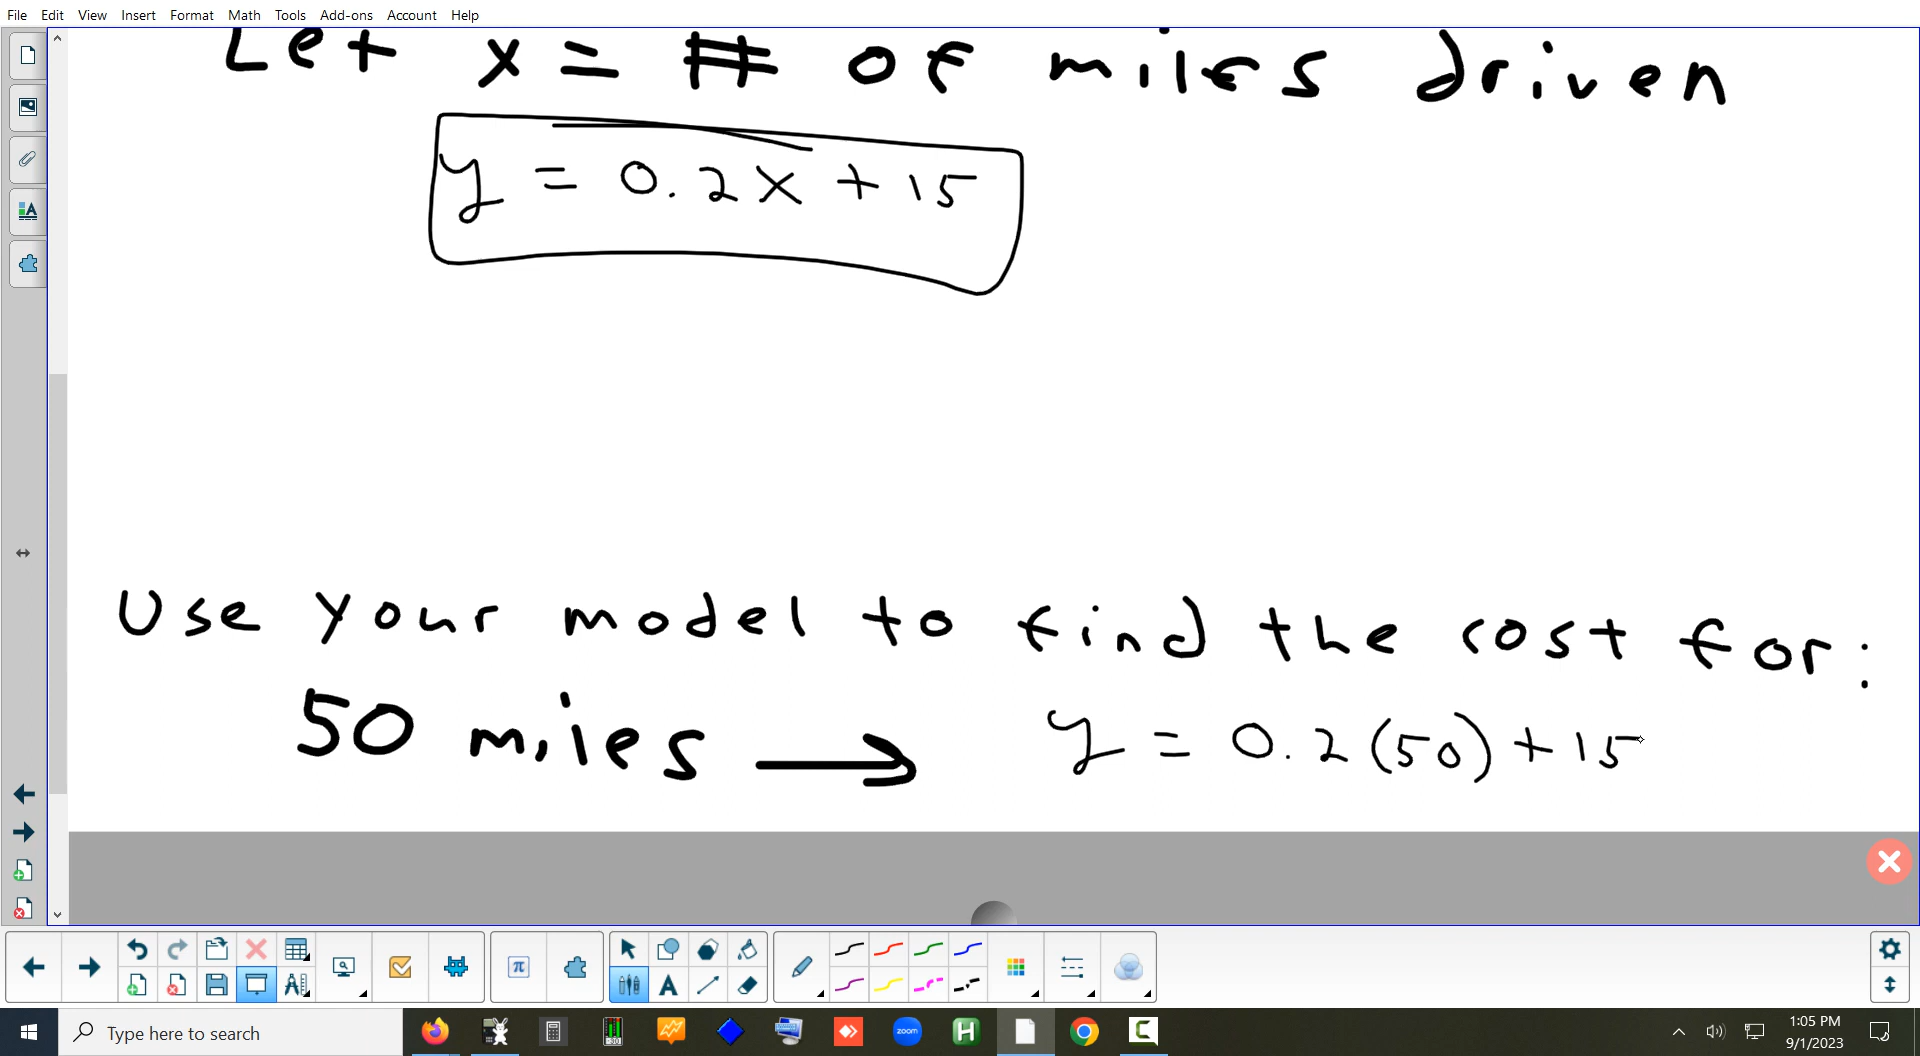 File Edit View Insert Format Math Tools Add-ons Account Help
Let x = # of miles driven
y = 0.2x + 15
Use your model to find the cost for:
50 miles → y = 0.2(50) + 15
A
π
A
zoom
H
C
Type here to search
1:05 PM
9/1/2023